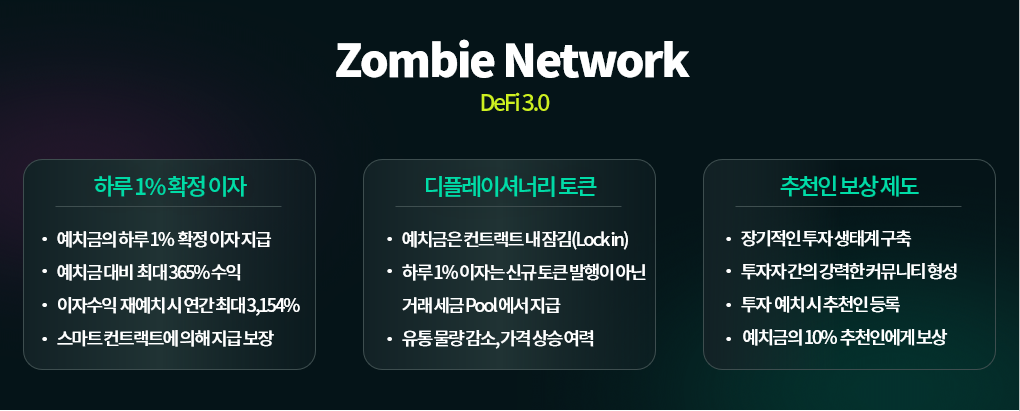 Zombie Network
DeFi 3.0
하루 1% 확정 이자
• 예치금의 하루 1% 확정 이자 지급
• 예치금 대비 최대 365% 수익
• 이자수익 재예치 시 연간 최대 3,154%
• 스마트 컨트랙트에 의해 지급 보장
디플레이셔너리 토큰
• 예치금은 컨트랙트 내 잠김(Lock in)
• 하루 1% 이자는 신규 토큰 발행이 아닌
거래 세금 Pool에서 지급
• 유통 물량 감소, 가격 상승 여력
추천인 보상 제도
• 장기적인 투자 생태계 구축
• 투자자 간의 강력한 커뮤니티 형성
• 투자 예치 시 추천인 등록
• 예치금의 10% 추천인에게 보상